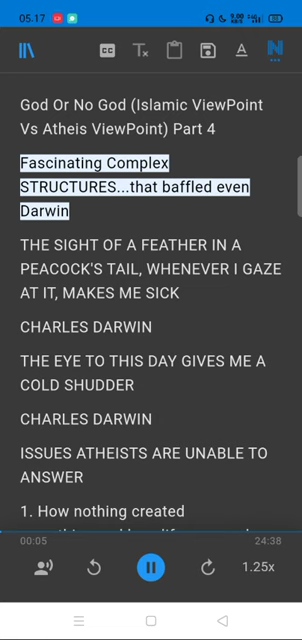 05.17
God Or No God (Islamic ViewPoint
Vs Atheis ViewPoint) Part 4
Fascinating Complex
STRUCTURES...that baffled even
Darwin
THE SIGHT OF A FEATHER IN A
PEACOCK'S TAIL, WHENEVER I GAZE
AT IT, MAKES ME SICK
CHARLES DARWIN
THE EYE TO THIS DAY GIVES ME A
COLD SHUDDER
CHARLES DARWIN
ISSUES ATHEISTS ARE UNABLE TO
ANSWER
1. How nothing created
00:05 24:38
1.25x